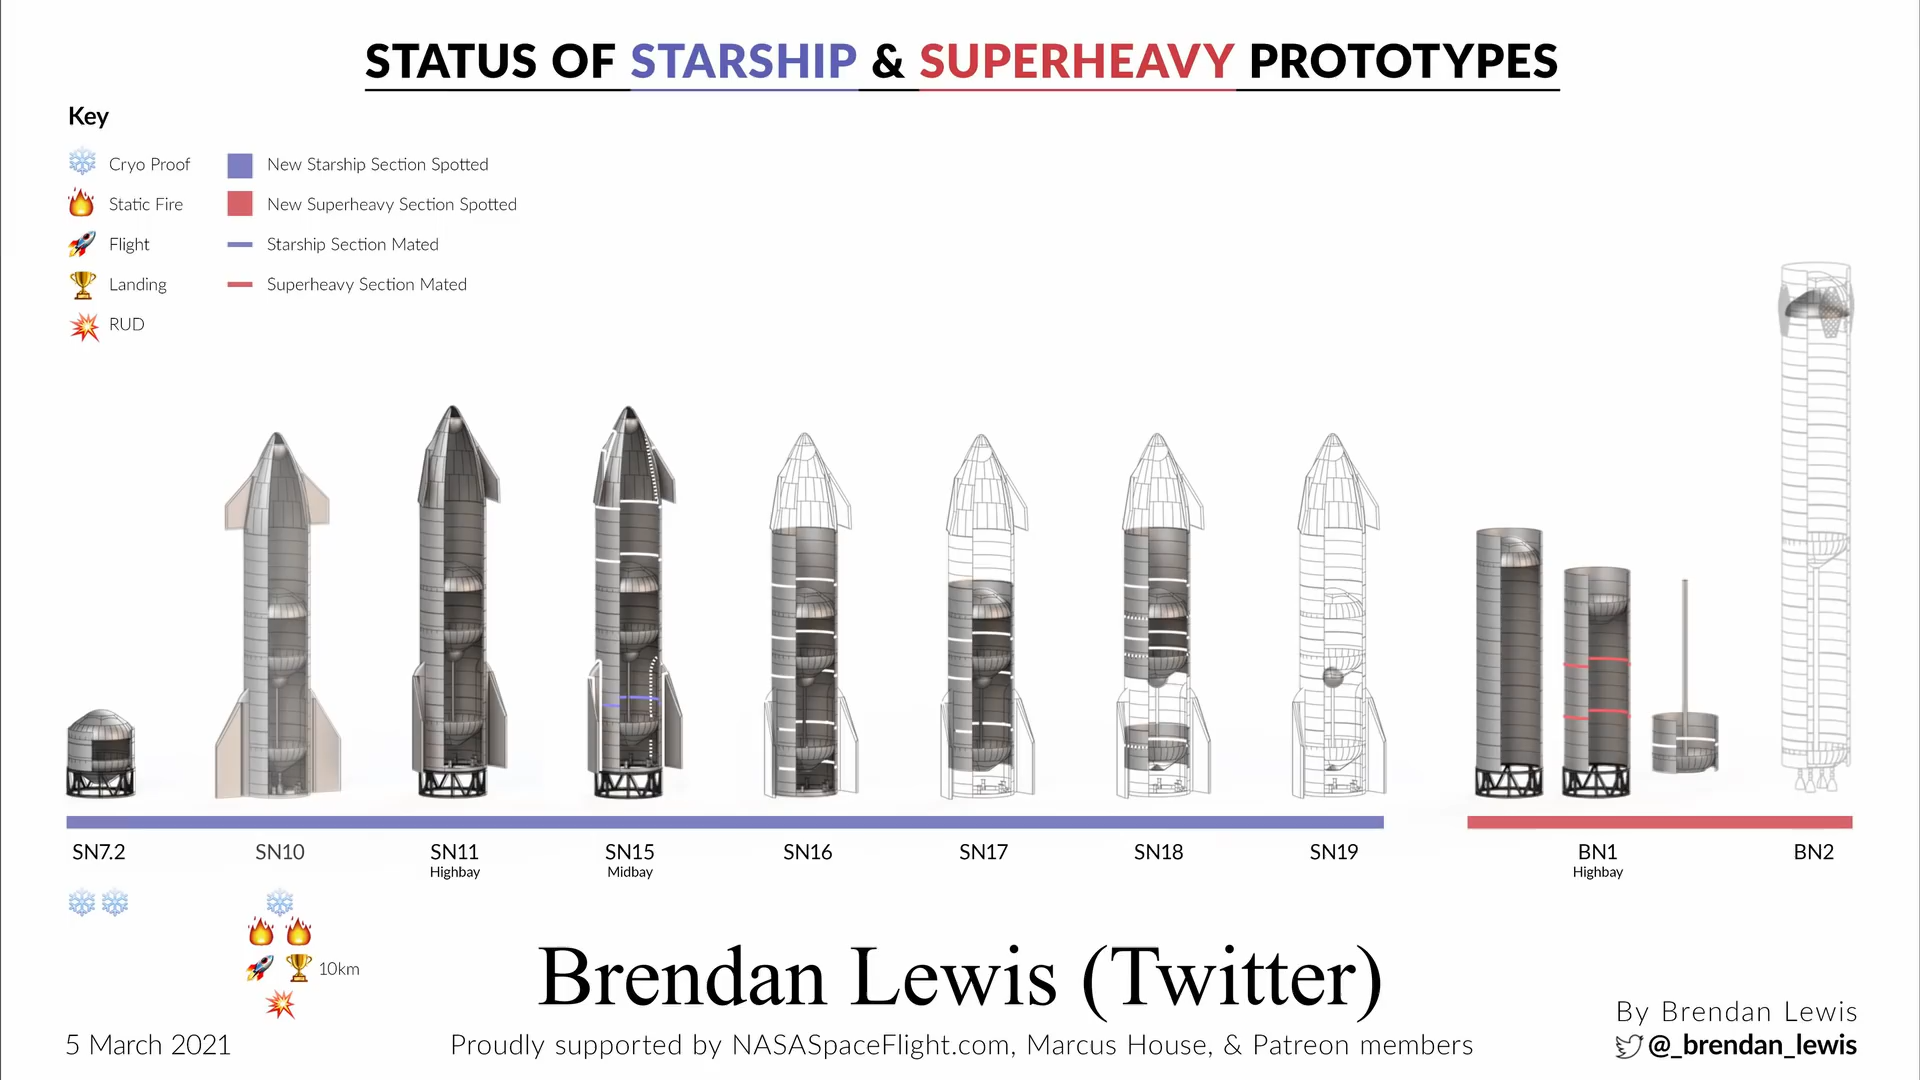 STATUS OF STARSHIP & SUPERHEAVY PROTOTYPES
Key
Cryo Proof
Static Fire
Flight
Landing
RUD
New Starship Section Spotted
New Superheavy Section Spotted
Starship Section Mated
Superheavy Section Mated
SN7.2
SN10
SN11
Highbay
SN15
Midbay
SN16
SN17
SN18
SN19
BN1
Highbay
BN2
10km
Brendan Lewis (Twitter)
5 March 2021
Proudly supported by NASASpaceFlight.com, Marcus House, & Patreon members
By Brendan Lewis
@_brendan_lewis